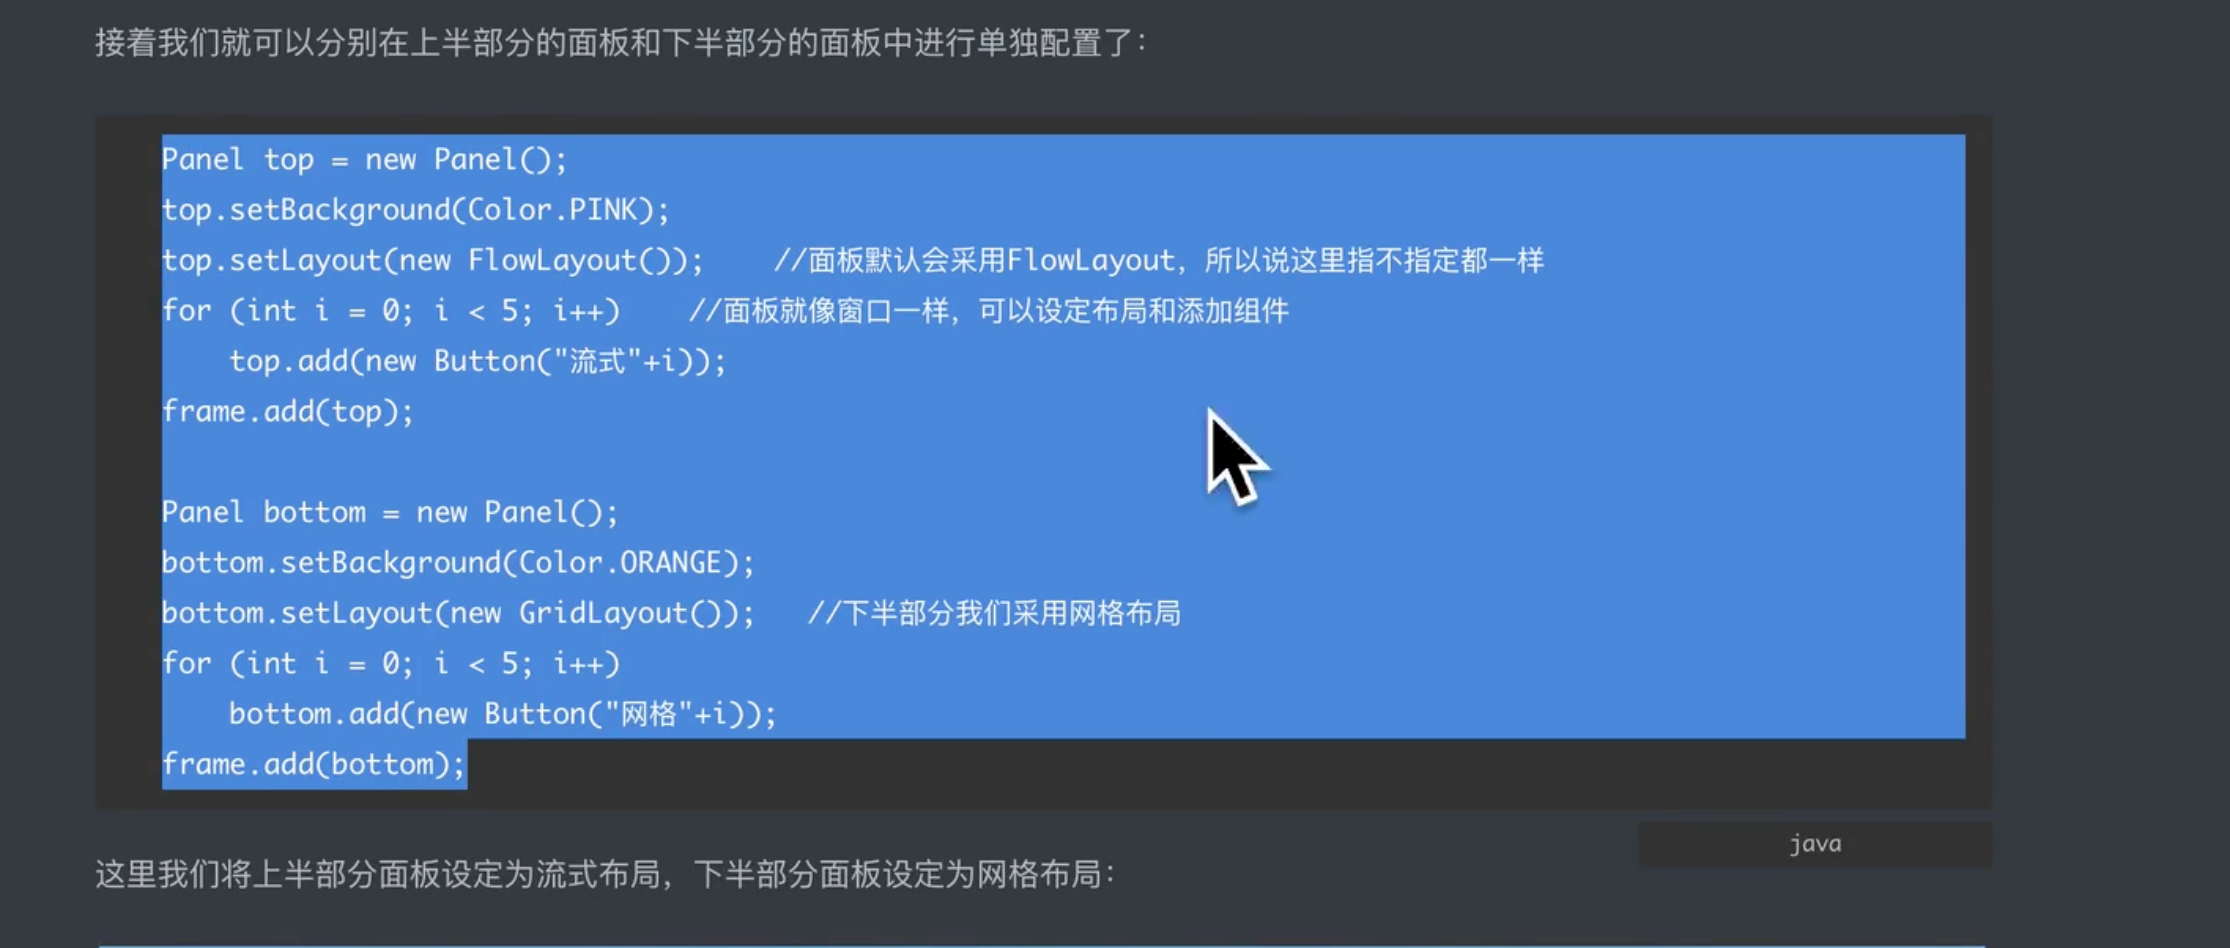 接着我们就可以分别在上半部分的面板和下半部分的面板中进行单独配置了：
Panel top = new Panel();
top.setBackground(Color.PINK);
top.setLayout(new FlowLayout());    //面板默认会采用FlowLayout，所以说这里指不指定都一样
for (int i = 0; i < 5; i++)    //面板就像窗口一样，可以设定布局和添加组件
    top.add(new Button("流式"+i));
frame.add(top);
Panel bottom = new Panel();
bottom.setBackground(Color.ORANGE);
bottom.setLayout(new GridLayout());   //下半部分我们采用网格布局
for (int i = 0; i < 5; i++)
    bottom.add(new Button("网格"+i));
frame.add(bottom);
java
这里我们将上半部分面板设定为流式布局，下半部分面板设定为网格布局：